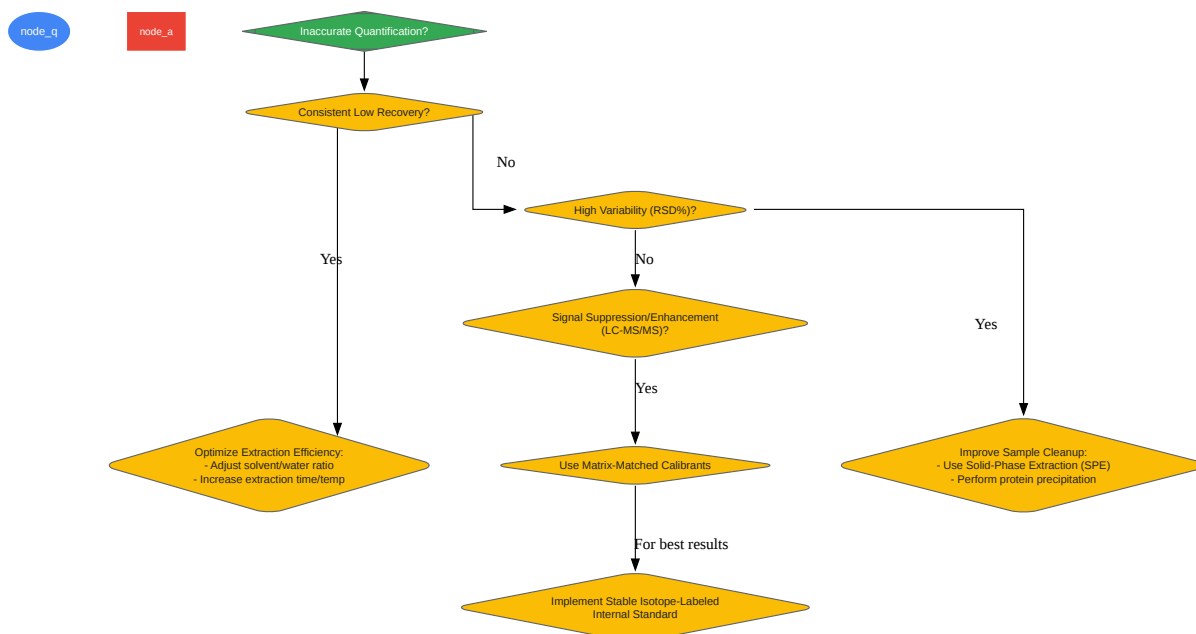 node_q
node_a
Inaccurate Quantification?
Consistent Low Recovery?
No
High Variability (RSD%)?
Yes
No
Signal Suppression/Enhancement
(LC-MS/MS)?
Yes
Yes
Optimize Extraction Efficiency:
- Adjust solvent/water ratio
- Increase extraction time/temp
Use Matrix-Matched Calibrants
Improve Sample Cleanup:
- Use Solid-Phase Extraction (SPE)
- Perform protein precipitation
For best results
Implement Stable Isotope-Labeled
Internal Standard